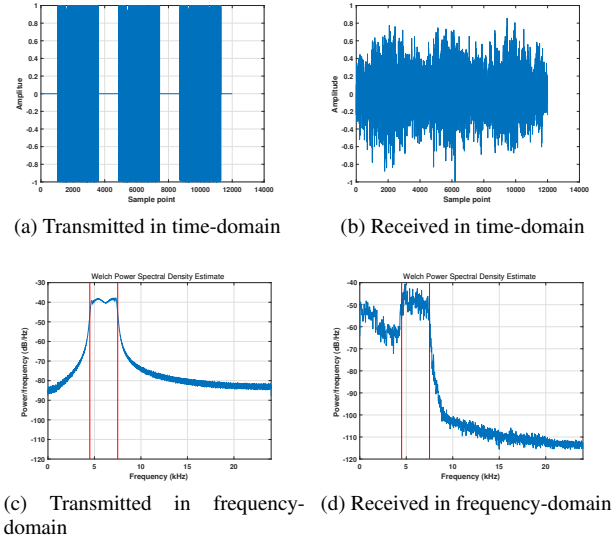 1
0.8
0.6
0.4
0.2
0
-0.2
-0.4
-0.6
-0.8
-1
0 2000 4000 6000 8000 10000 12000 14000
Amplitue
Sample point
(a) Transmitted in time-domain
1
0.8
0.6
0.4
0.2
0
-0.2
-0.4
-0.6
-0.8
-1
0 2000 4000 6000 8000 10000 12000 14000
Amplitude
Sample point
(b) Received in time-domain
Welch Power Spectral Density Estimate
-30
-40
-50
-60
-70
-80
-90
-100
-110
-120
0 5 10 15 20
Power/frequency (dB/Hz)
Frequency (kHz)
(c) Transmitted in frequency-
domain
Welch Power Spectral Density Estimate
-40
-50
-60
-70
-80
-90
-100
-110
-120
0 5 10 15 20
Power/frequency (dB/Hz)
Frequency (kHz)
(d) Received in frequency-domain